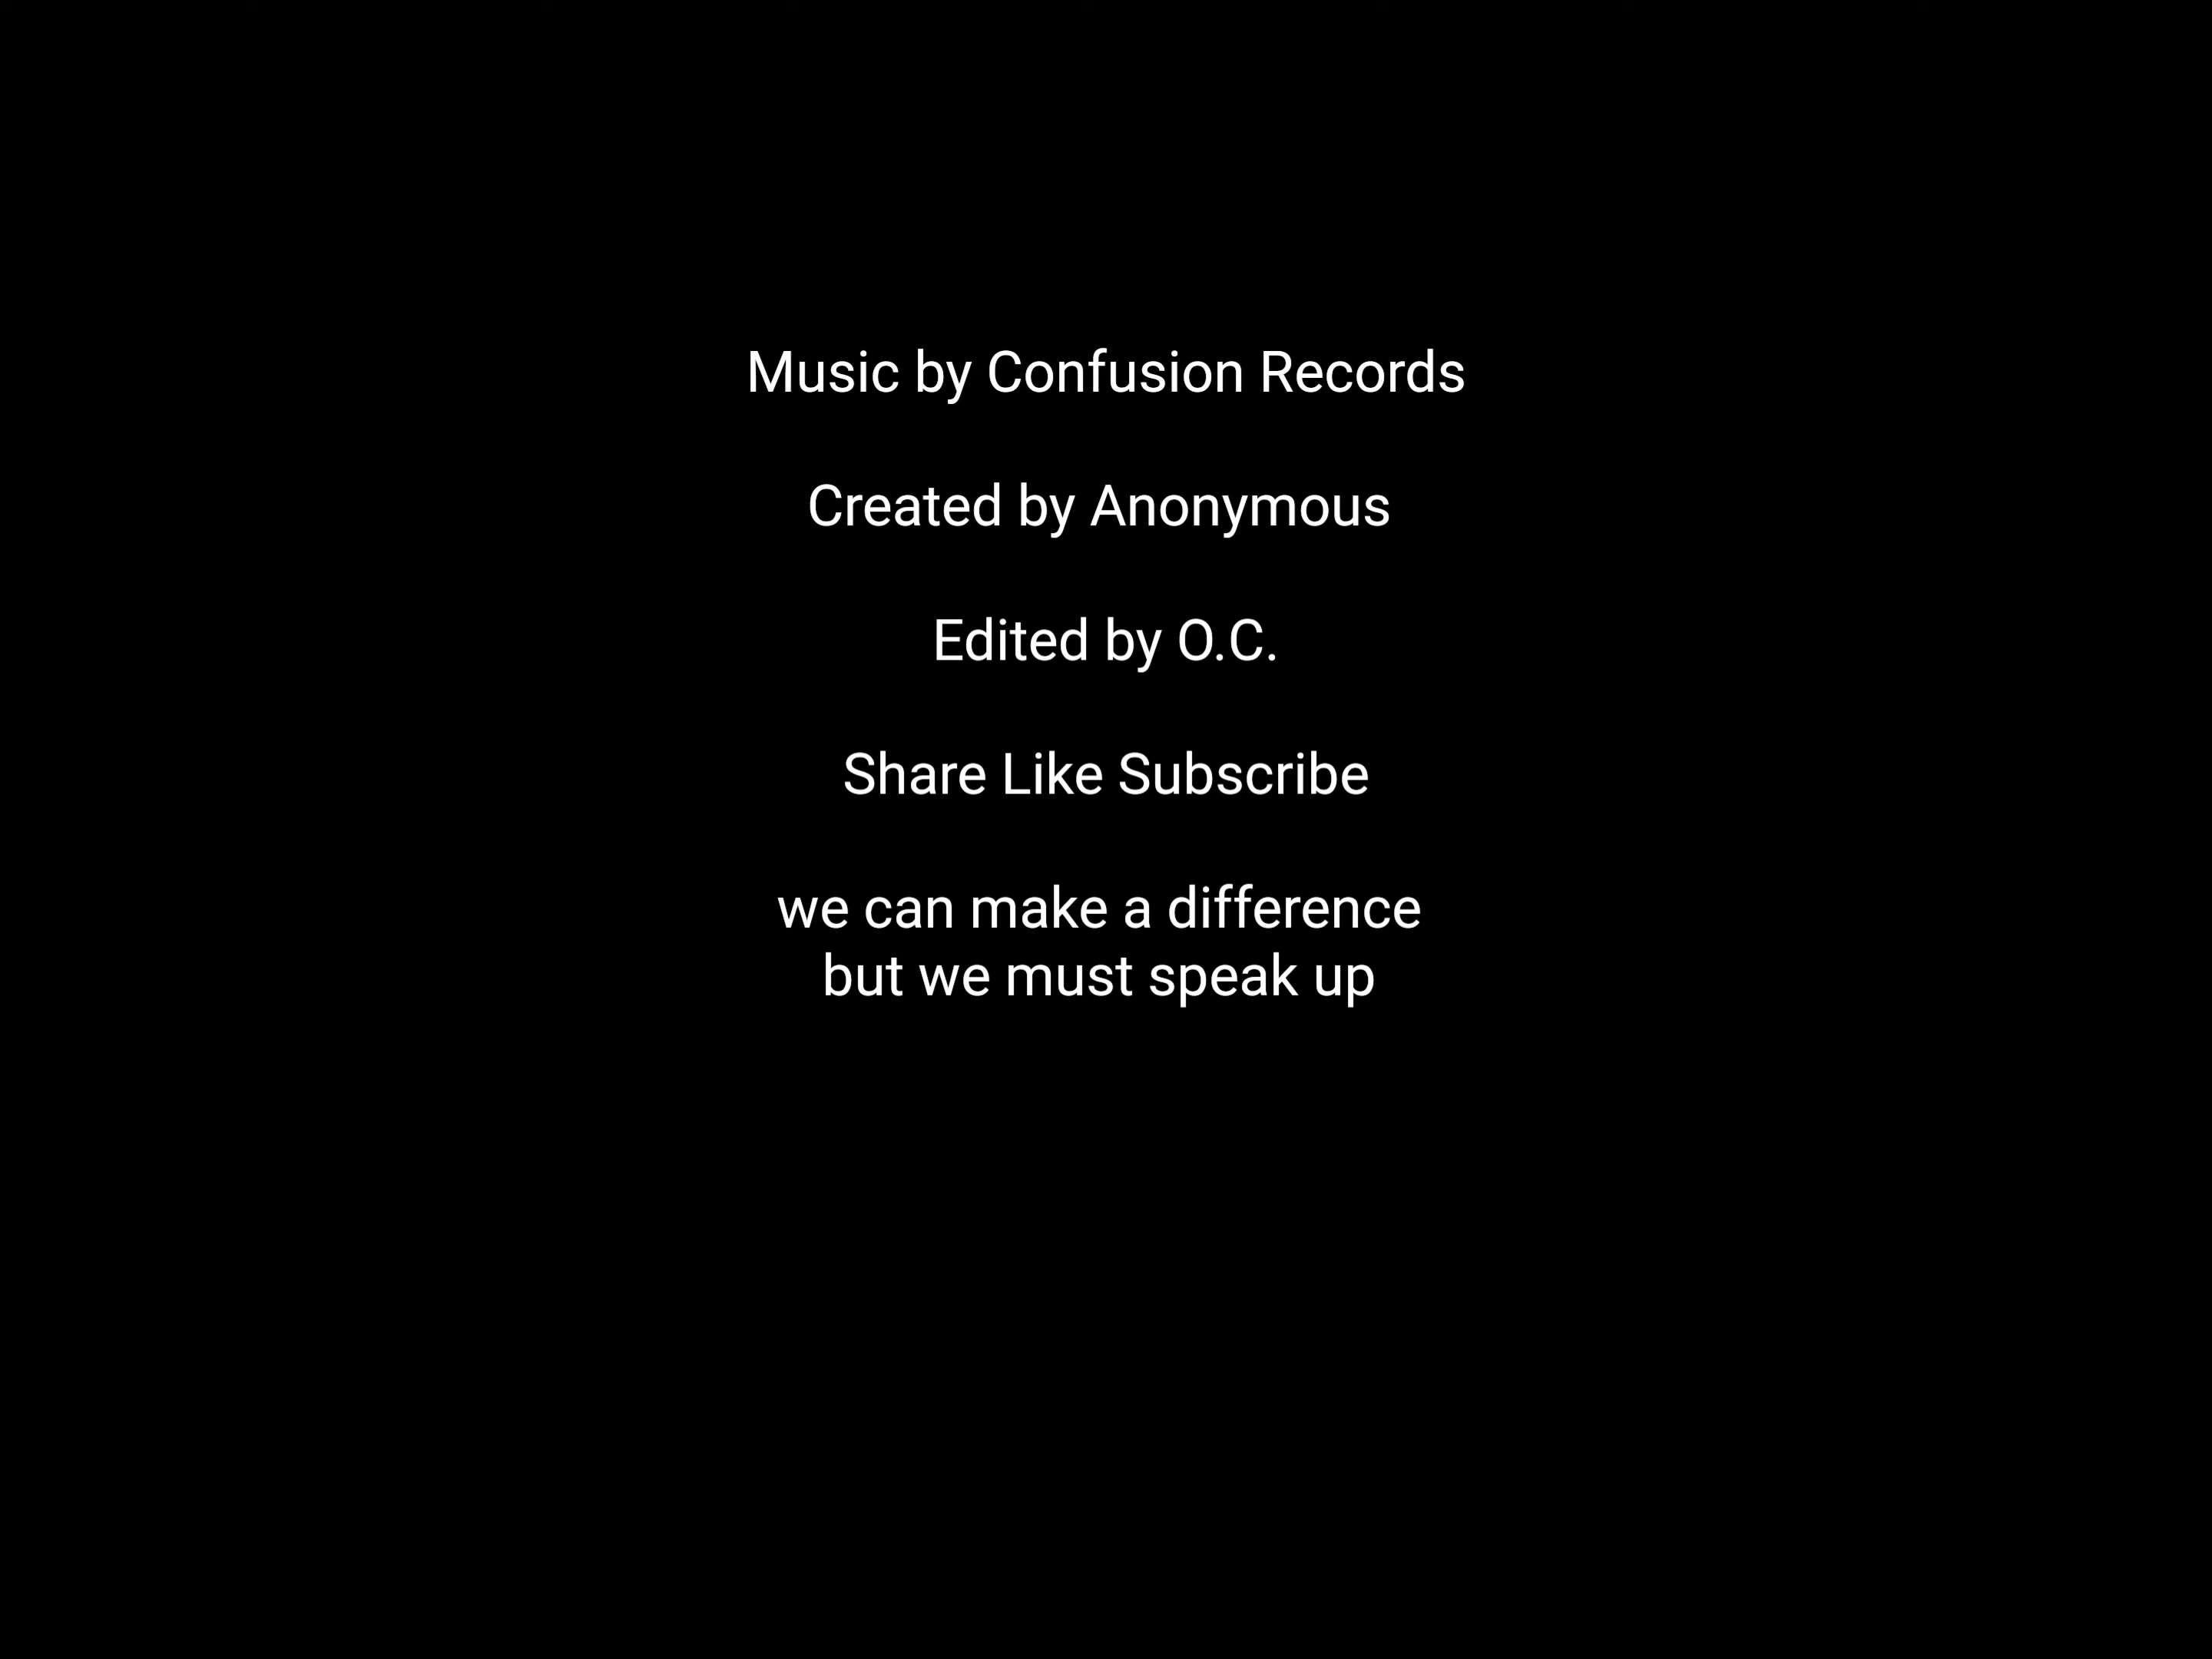 Music by Confusion Records
Created by Anonymous
Edited by O.C.
Share Like Subscribe
we can make a difference
but we must speak up